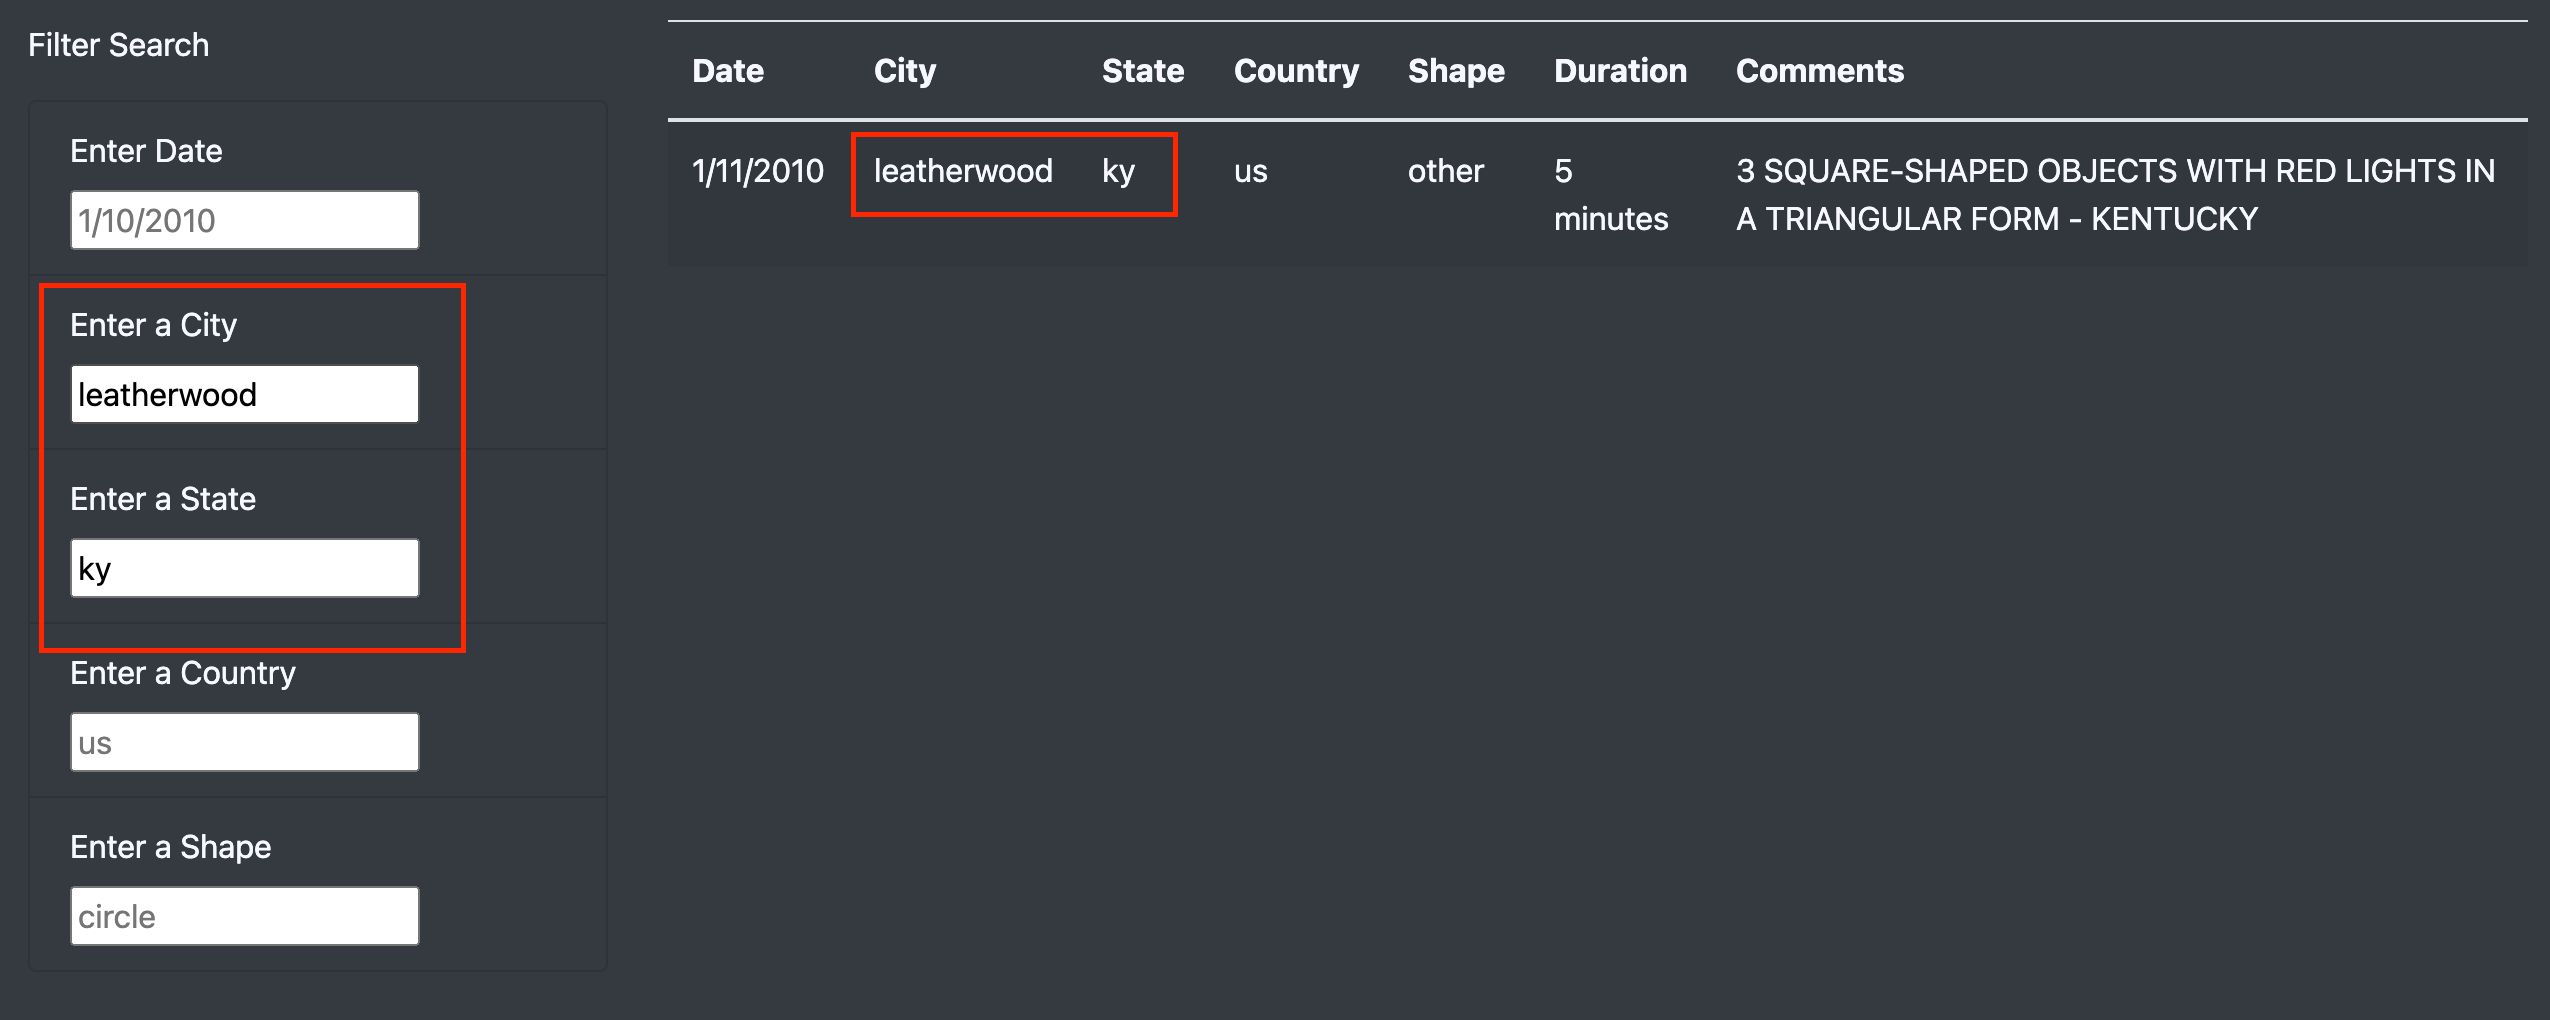 Filter Search
Enter Date
1/10/2010
Enter a City
leatherwood
Enter a State
ky
Enter a Country
us
Enter a Shape
circle
Date City State Country Shape Duration Comments
1/11/2010 leatherwood ky us other 5 3 SQUARE-SHAPED OBJECTS WITH RED LIGHTS IN
minutes A TRIANGULAR FORM - KENTUCKY